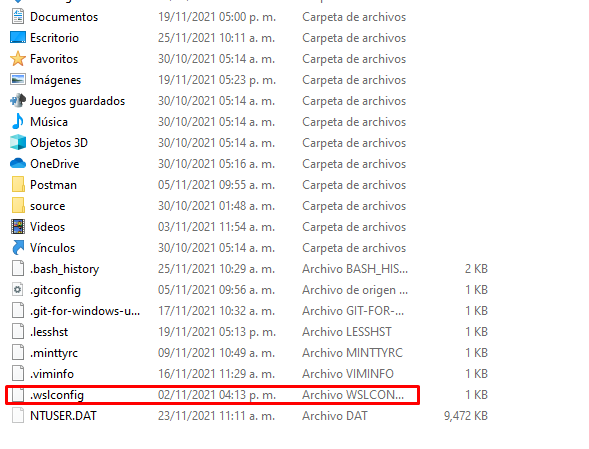 Documentos 19/11/2021 05:00 p. m. Carpeta de archivos
Escritorio 25/11/2021 10:11 a. m. Carpeta de archivos
Favoritos 30/10/2021 05:14 a. m. Carpeta de archivos
Imágenes 19/11/2021 05:23 p. m. Carpeta de archivos
Juegos guardados 30/10/2021 05:14 a. m. Carpeta de archivos
Música 30/10/2021 05:14 a. m. Carpeta de archivos
Objetos 3D 30/10/2021 05:14 a. m. Carpeta de archivos
OneDrive 30/10/2021 05:16 a. m. Carpeta de archivos
Postman 05/11/2021 09:55 a. m. Carpeta de archivos
source 30/10/2021 01:48 a. m. Carpeta de archivos
Videos 03/11/2021 11:54 a. m. Carpeta de archivos
Vínculos 30/10/2021 05:14 a. m. Carpeta de archivos
.bash_history 25/11/2021 10:29 a. m. Archivo BASH_HIS... 2 KB
.gitconfig 05/11/2021 09:56 a. m. Archivo de origen ... 1 KB
.git-for-windows-u... 17/11/2021 10:32 a. m. Archivo GIT-FOR-... 1 KB
.lesshst 19/11/2021 05:13 p. m. Archivo LESSHST 1 KB
.minttyrc 09/11/2021 10:49 a. m. Archivo MINTTYRC 1 KB
.viminfo 16/11/2021 11:29 a. m. Archivo VIMINFO 1 KB
.wslconfig 02/11/2021 04:13 p. m. Archivo WSLCON... 1 KB
NTUSER.DAT 23/11/2021 11:11 a. m. Archivo DAT 9,472 KB